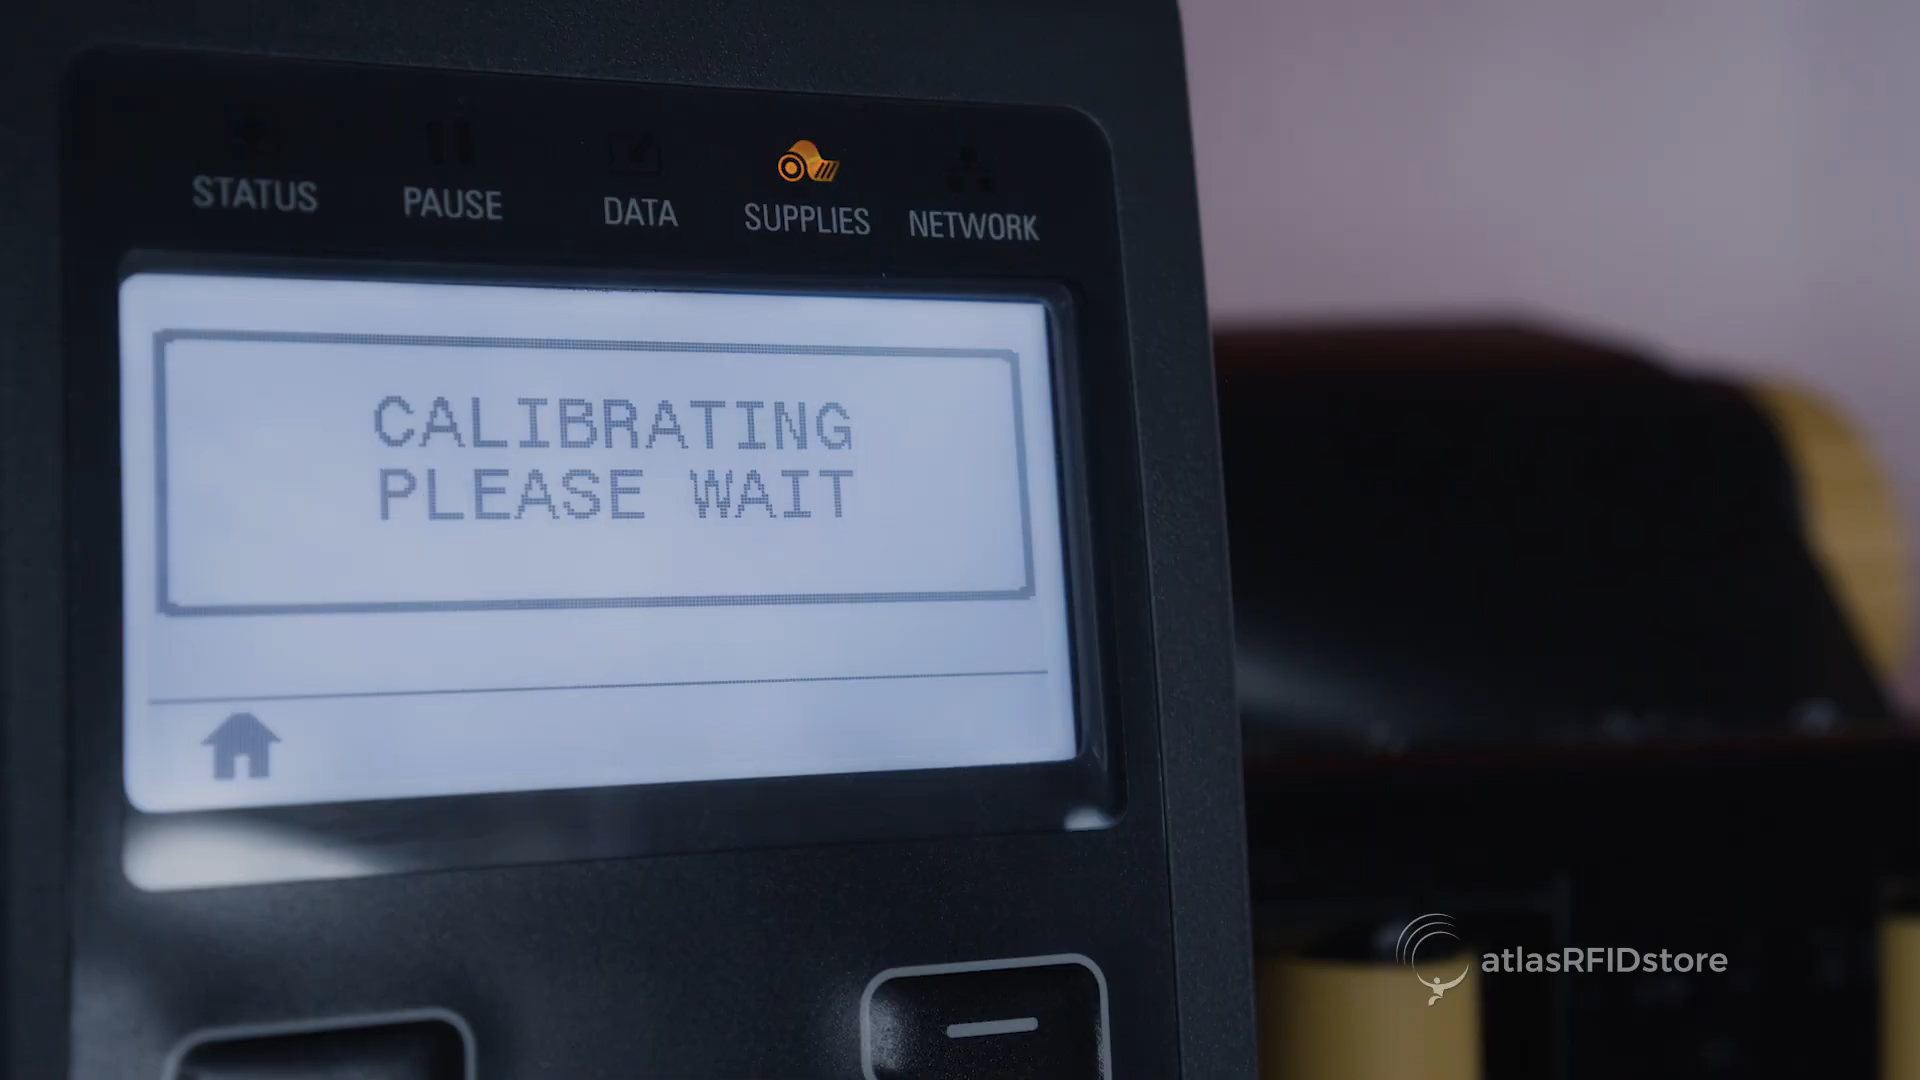 STATUS PAUSE DATA SUPPLIES NETWORK
CALIBRATING
PLEASE WAIT
atlasRFIDstore